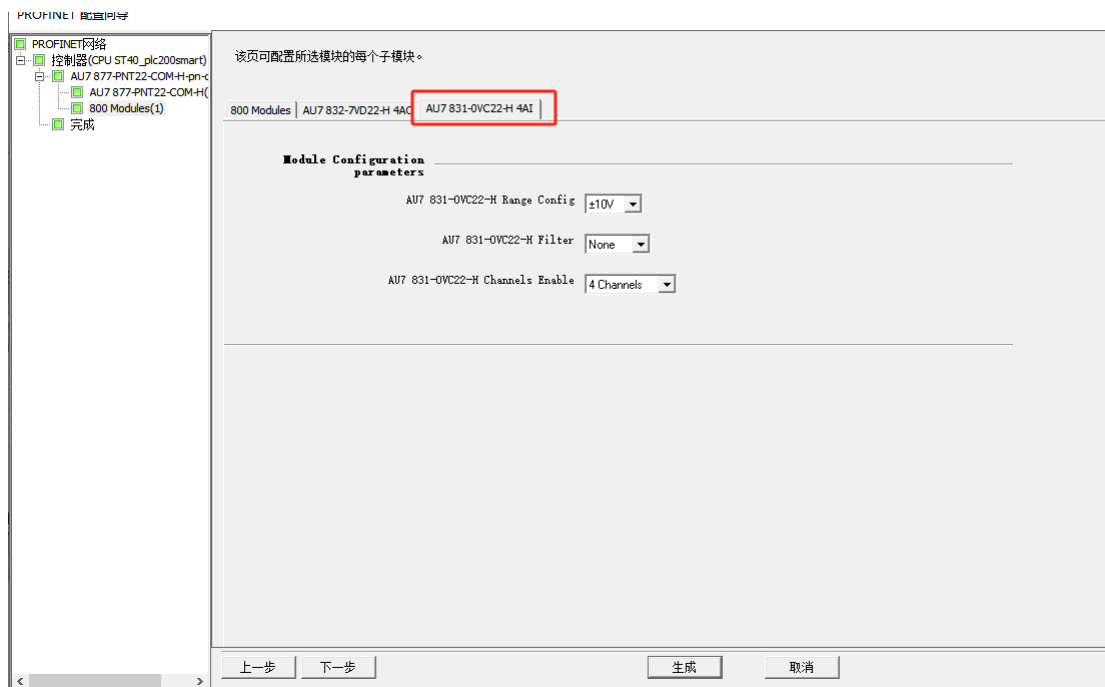 PROFINET 配置向导
PROFINET网络
控制器(CPU ST40_plc200smart)
AU7 877-PNT22-COM-H-pn-c
AU7 877-PNT22-COM-H(
800 Modules(1)
完成
该页可配置所选模块的每个子模块。
800 Modules
AU7 832-7VD22-H 4AO
AU7 831-0VC22-H 4AI
Module Configuration
parameters
AU7 831-0VC22-H Range Config
±10V
AU7 831-0VC22-H Filter
None
AU7 831-0VC22-H Channels Enable
4 Channels
上一步
下一步
生成
取消